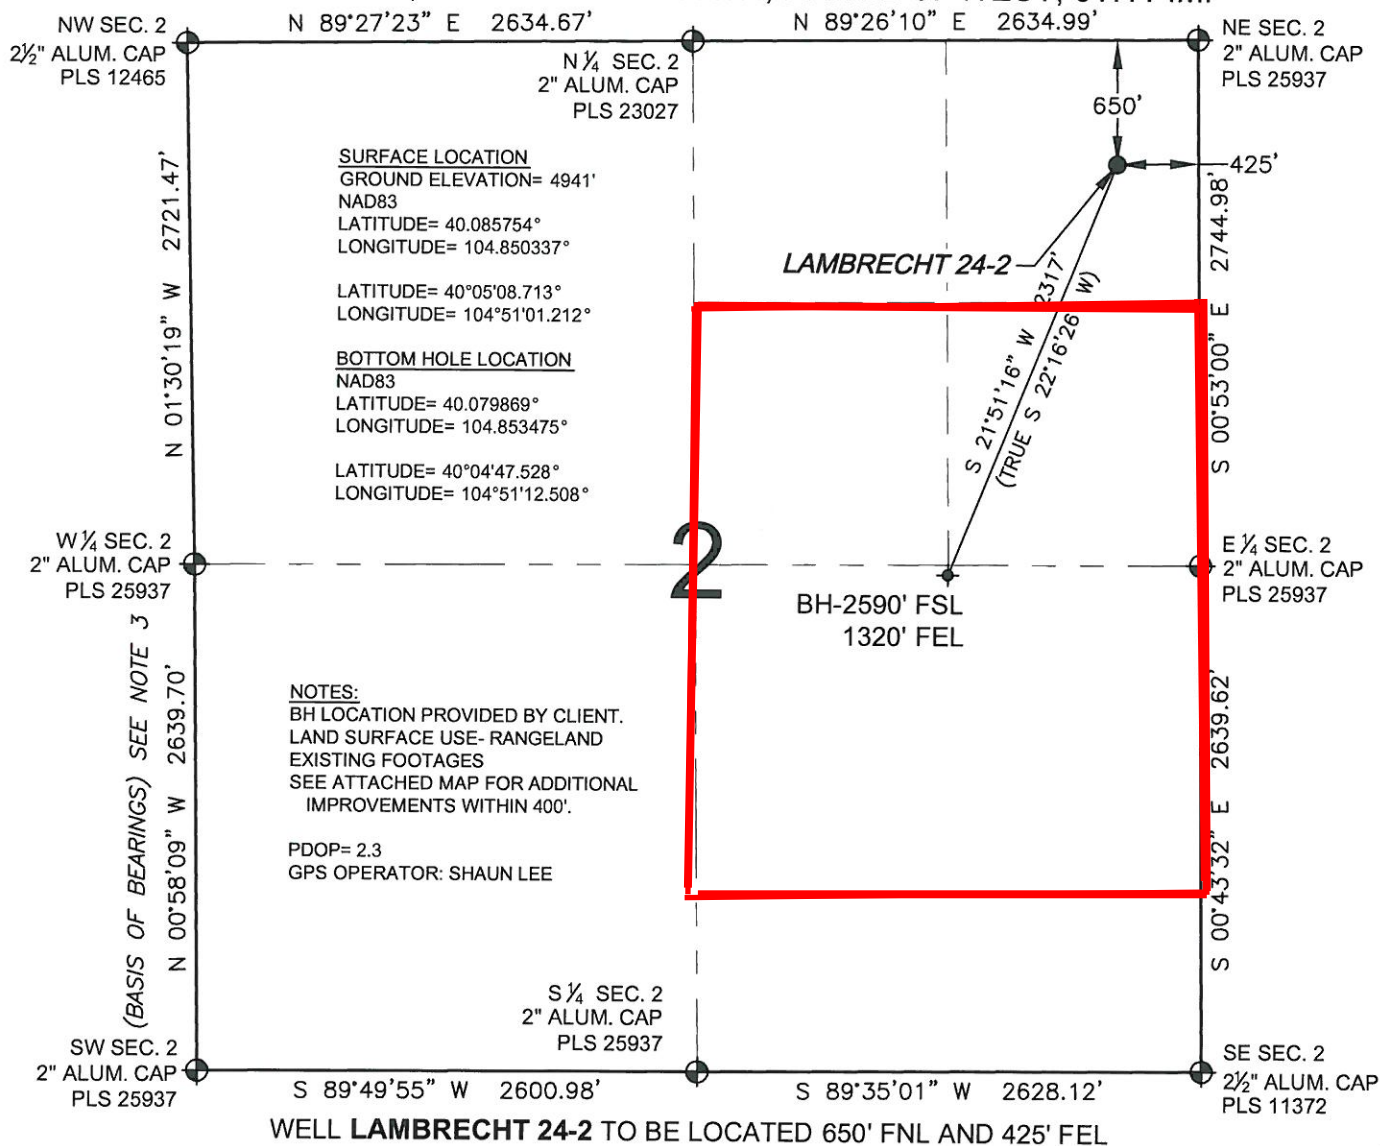 N 89°27'23" E 2634.67'
N 89°26'10" E 2634.99'
NW SEC. 2
2½" ALUM. CAP
PLS 12465
N ¼ SEC. 2
2" ALUM. CAP
PLS 23027
NE SEC. 2
2" ALUM. CAP
PLS 25937
650'
425'
SURFACE LOCATION
GROUND ELEVATION= 4941'
NAD83
LATITUDE= 40.085754°
LONGITUDE= 104.850337°
LATITUDE= 40°05'08.713"
LONGITUDE= 104°51'01.212"
BOTTOM HOLE LOCATION
NAD83
LATITUDE= 40.079869°
LONGITUDE= 104.853475°
LATITUDE= 40°04'47.528"
LONGITUDE= 104°51'12.508"
LAMBRECHT 24-2
S 21°51'16" W 2317'
(TRUE S 22°16'26" W)
N 01°30'19" W 2721.47'
S 00°53'00" E 2744.98'
W ¼ SEC. 2
2" ALUM. CAP
PLS 25937
2
E ¼ SEC. 2
2" ALUM. CAP
PLS 25937
BH-2590' FSL
1320' FEL
(BASIS OF BEARINGS) SEE NOTE 3
N 00°58'09" W 2639.70'
S 00°43'32" E 2639.62'
NOTES:
BH LOCATION PROVIDED BY CLIENT.
LAND SURFACE USE- RANGELAND
EXISTING FOOTAGES
SEE ATTACHED MAP FOR ADDITIONAL
IMPROVEMENTS WITHIN 400'.
PDOP= 2.3
GPS OPERATOR: SHAUN LEE
SW SEC. 2
2" ALUM. CAP
PLS 25937
S ¼ SEC. 2
2" ALUM. CAP
PLS 25937
SE SEC. 2
2½" ALUM. CAP
PLS 11372
S 89°49'55" W 2600.98'
S 89°35'01" W 2628.12'
WELL LAMBRECHT 24-2 TO BE LOCATED 650' FNL AND 425' FEL